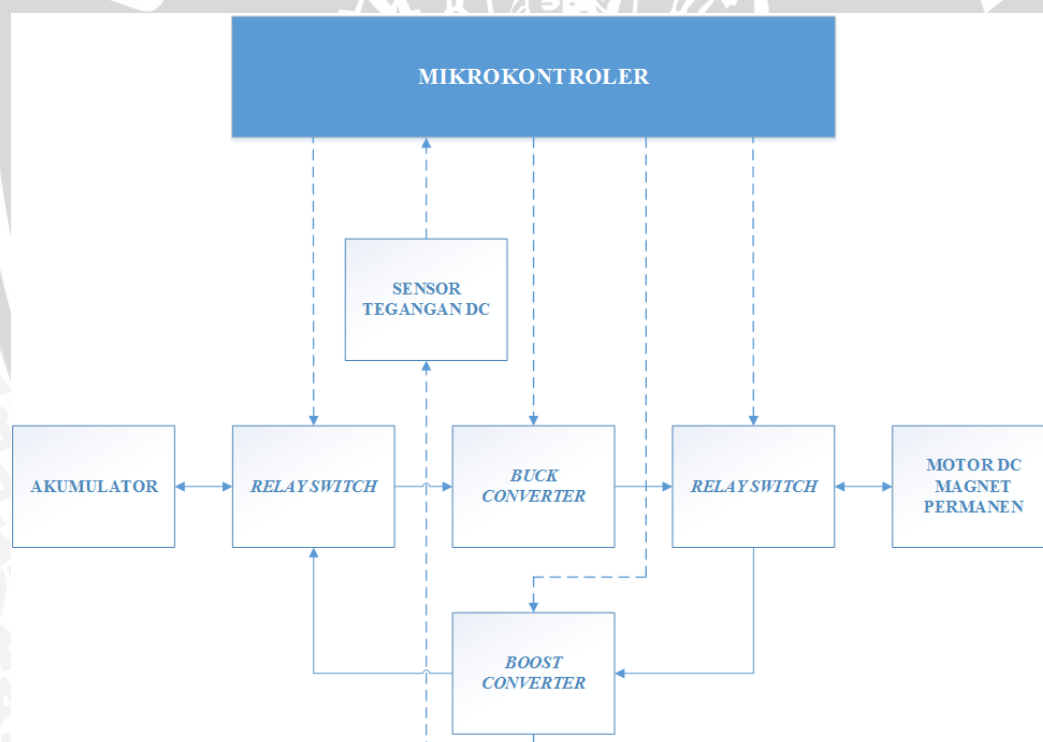 MIKROKONTROLER
SENSOR
TEGANGAN DC
AKUMULATOR
RELAY SWITCH
BUCK
CONVERTER
RELAY SWITCH
MOTOR DC
MAGNET
PERMANEN
BOOST
CONVERTER